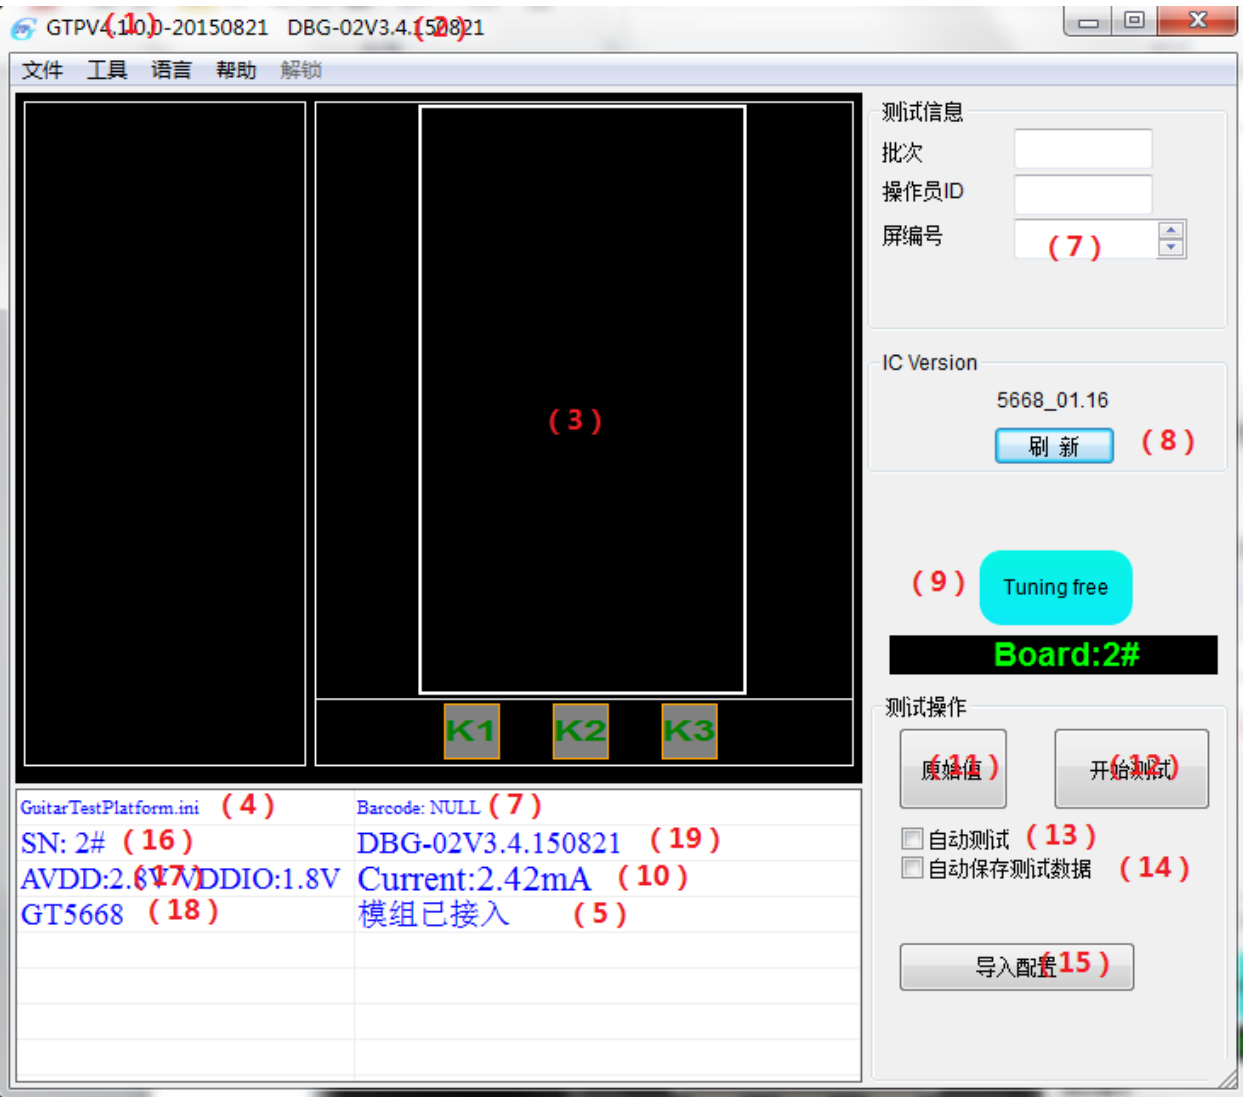 GTPV4.1.0.0-20150821 DBG-02V3.4.150821
(1) (2)
文件 工具 语言 帮助 解锁
测试信息
批次
操作员ID
屏编号 (7)
IC Version
5668_01.16
刷 新 (8)
(3)
(9) Tuning free
Board:2#
K1 K2 K3
测试操作
原始值 (11) 开始测试 (12)
自动测试 (13)
自动保存测试数据 (14)
导入配置 (15)
GuitarTestPlatform.ini (4) Barcode: NULL (7)
SN: 2# (16) DBG-02V3.4.150821 (19)
AVDD:2.8V VDDIO:1.8V (17) Current:2.42mA (10)
GT5668 (18) 模组已接入 (5)